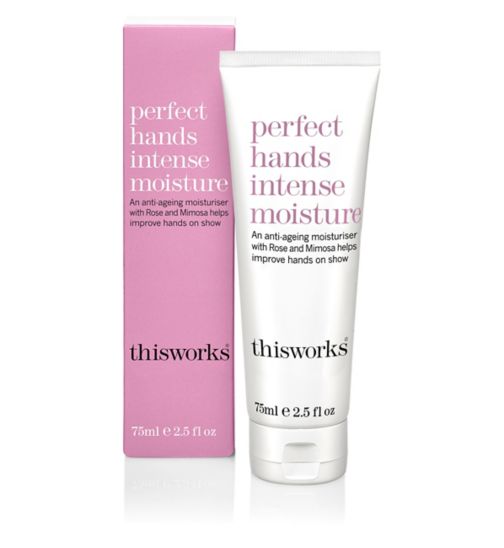 perfect
hands
intense
moisture
An anti-ageing moisturiser
with Rose and Mimosa helps
improve hands on show
thisworks®
75ml e 2.5 fl oz
perfect
hands
intense
moisture
An anti-ageing moisturiser
with Rose and Mimosa helps
improve hands on show
thisworks®
75ml e 2.5 fl oz